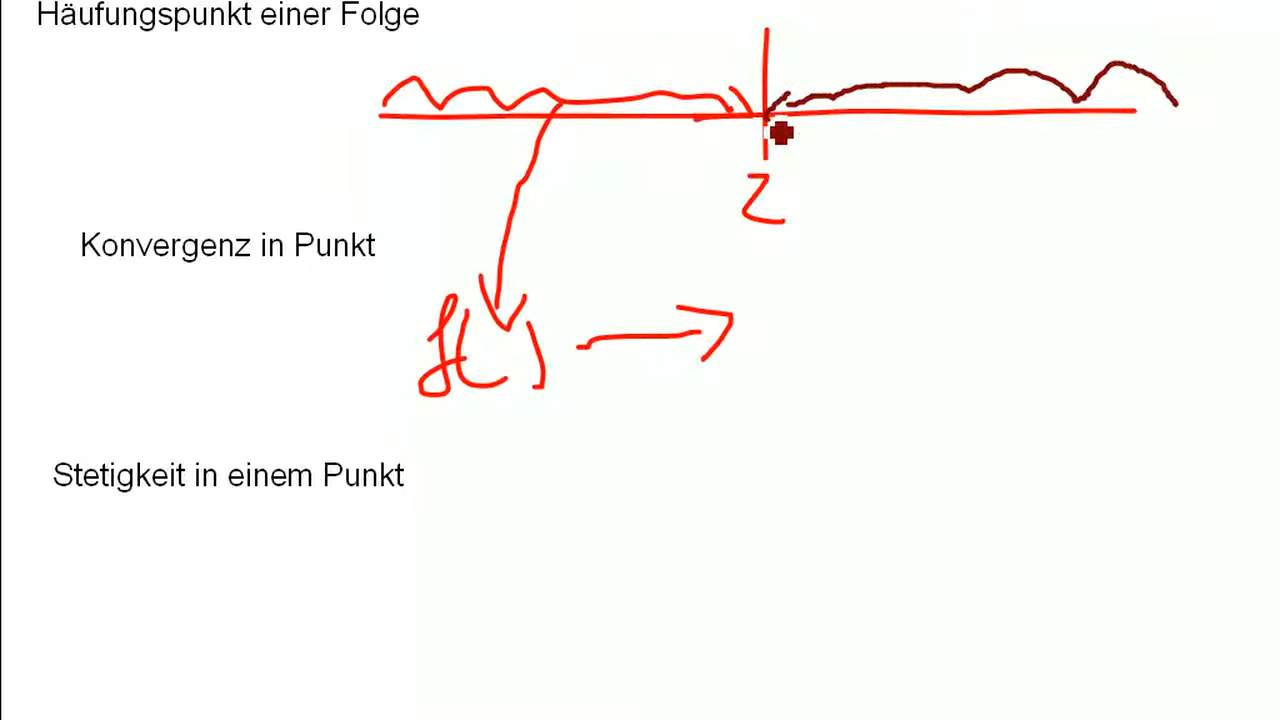 Häufungspunkt einer Folge
Z
Konvergenz in Punkt
f( ) →
Stetigkeit in einem Punkt